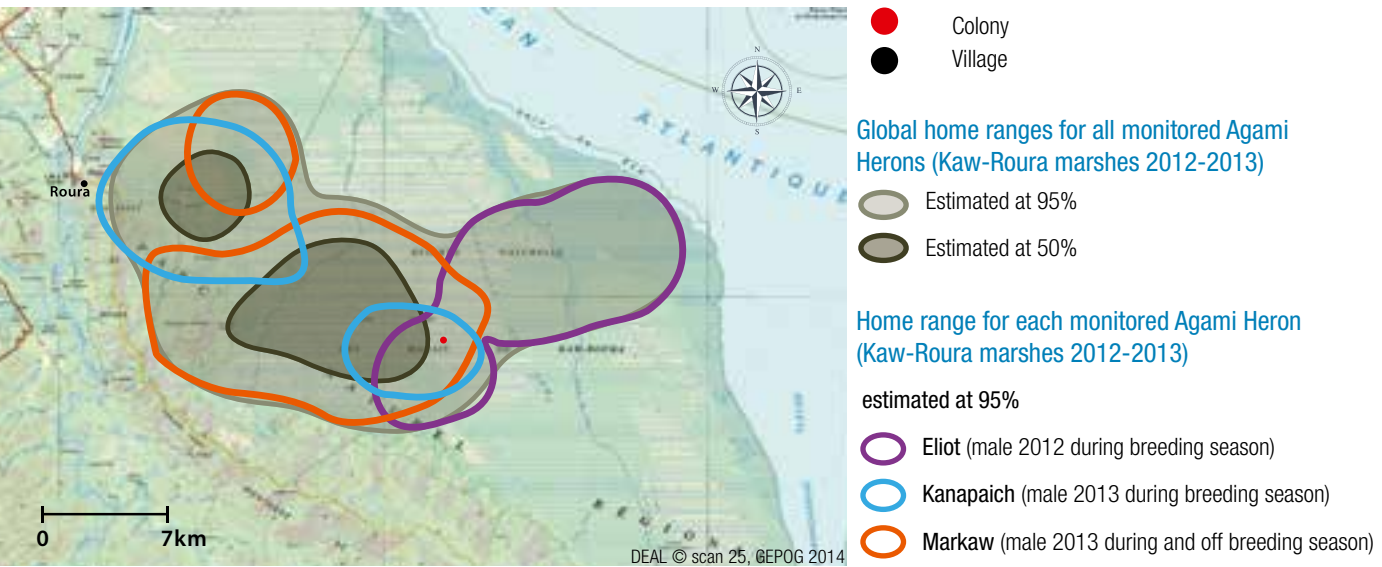 N
W
E
S
ATLANTIQUE
Roura
0
7km
DEAL © scan 25, GEPOG 2014
Colony
Village
Global home ranges for all monitored Agami
Herons (Kaw-Roura marshes 2012-2013)
Estimated at 95%
Estimated at 50%
Home range for each monitored Agami Heron
(Kaw-Roura marshes 2012-2013)
estimated at 95%
Eliot (male 2012 during breeding season)
Kanapaich (male 2013 during breeding season)
Markaw (male 2013 during and off breeding season)